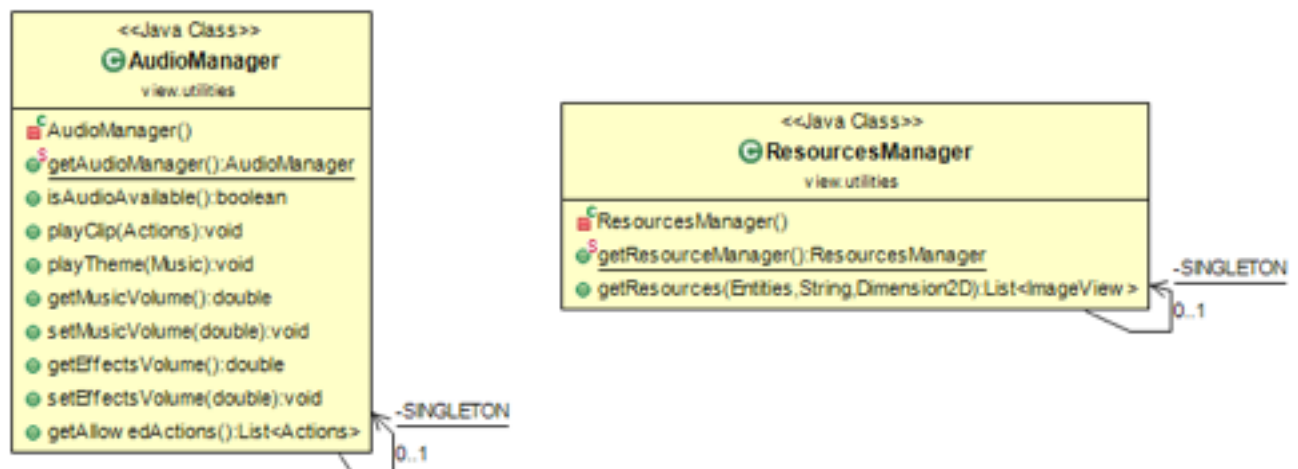 <<Java Class>>
AudioManager
view.utilities
AudioManager()
getAudioManager():AudioManager
isAudioAvailable():boolean
playClip(Actions):void
playTheme(Music):void
getMusicVolume():double
setMusicVolume(double):void
getEffectsVolume():double
setEffectsVolume(double):void
getAllowedActions():List<Actions>
-SINGLETON
0..1
<<Java Class>>
ResourcesManager
view.utilities
ResourcesManager()
getResourceManager():ResourcesManager
getResources(Entities,String,Dimension2D):List<ImageView>
-SINGLETON
0..1